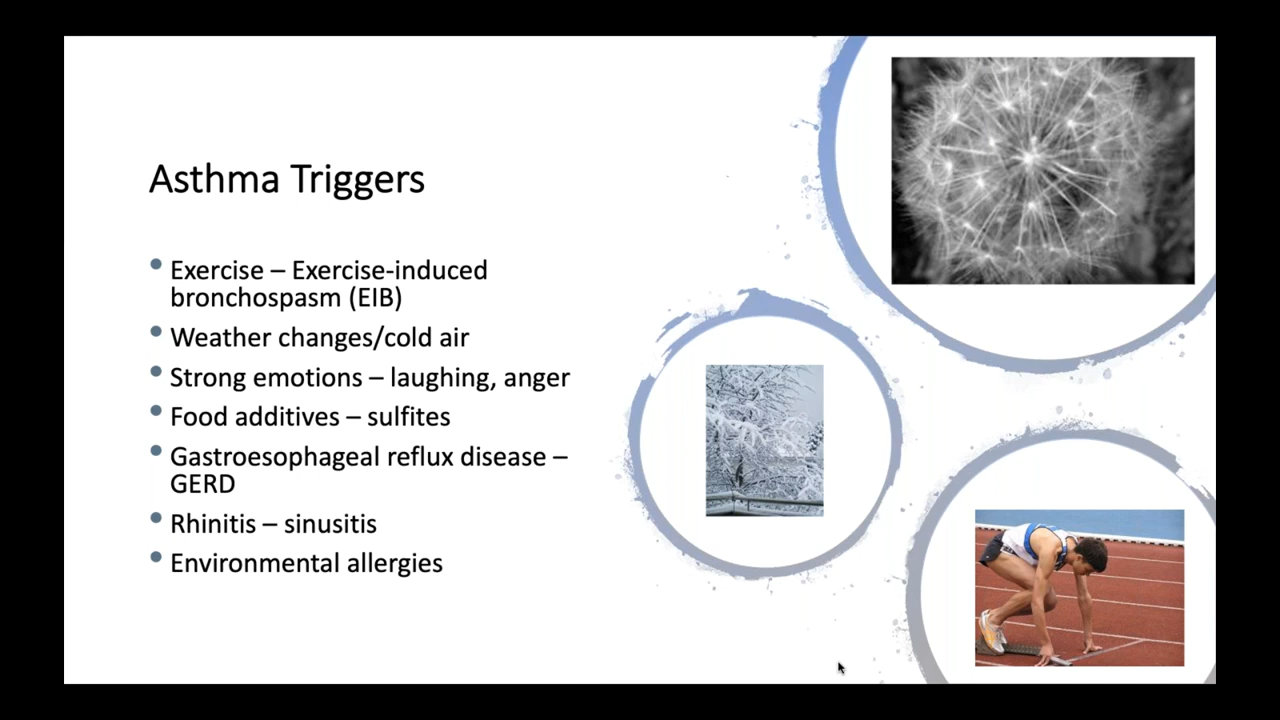 Asthma Triggers
• Exercise – Exercise-induced
bronchospasm (EIB)
• Weather changes/cold air
• Strong emotions – laughing, anger
• Food additives – sulfites
• Gastroesophageal reflux disease –
GERD
• Rhinitis – sinusitis
• Environmental allergies